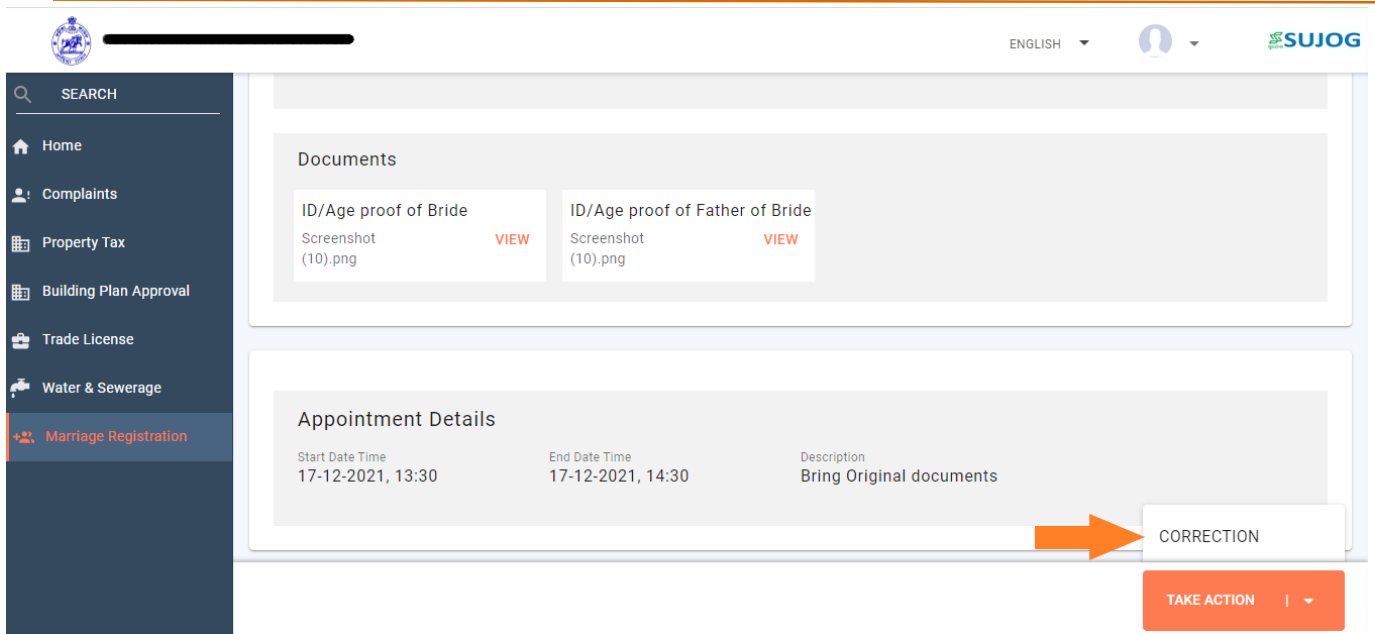 ENGLISH
SUJOG
SEARCH
Home
Complaints
Property Tax
Building Plan Approval
Trade License
Water & Sewerage
Marriage Registration
Documents
ID/Age proof of Bride
Screenshot
(10).png
VIEW
ID/Age proof of Father of Bride
Screenshot
(10).png
VIEW
Appointment Details
Start Date Time
17-12-2021, 13:30
End Date Time
17-12-2021, 14:30
Description
Bring Original documents
CORRECTION
TAKE ACTION